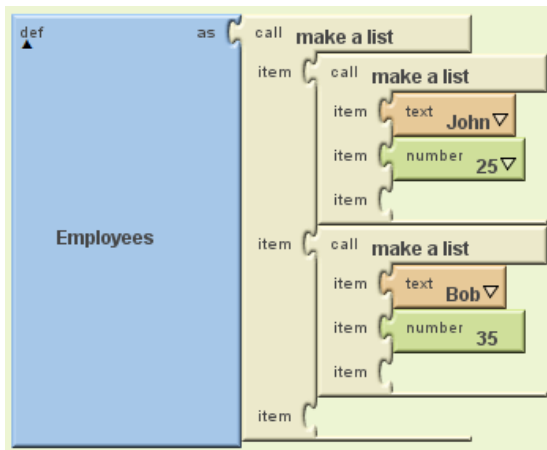 def as call make a list
item call make a list
item text John
item number 25
item
Employees item call make a list
item text Bob
item number 35
item
item